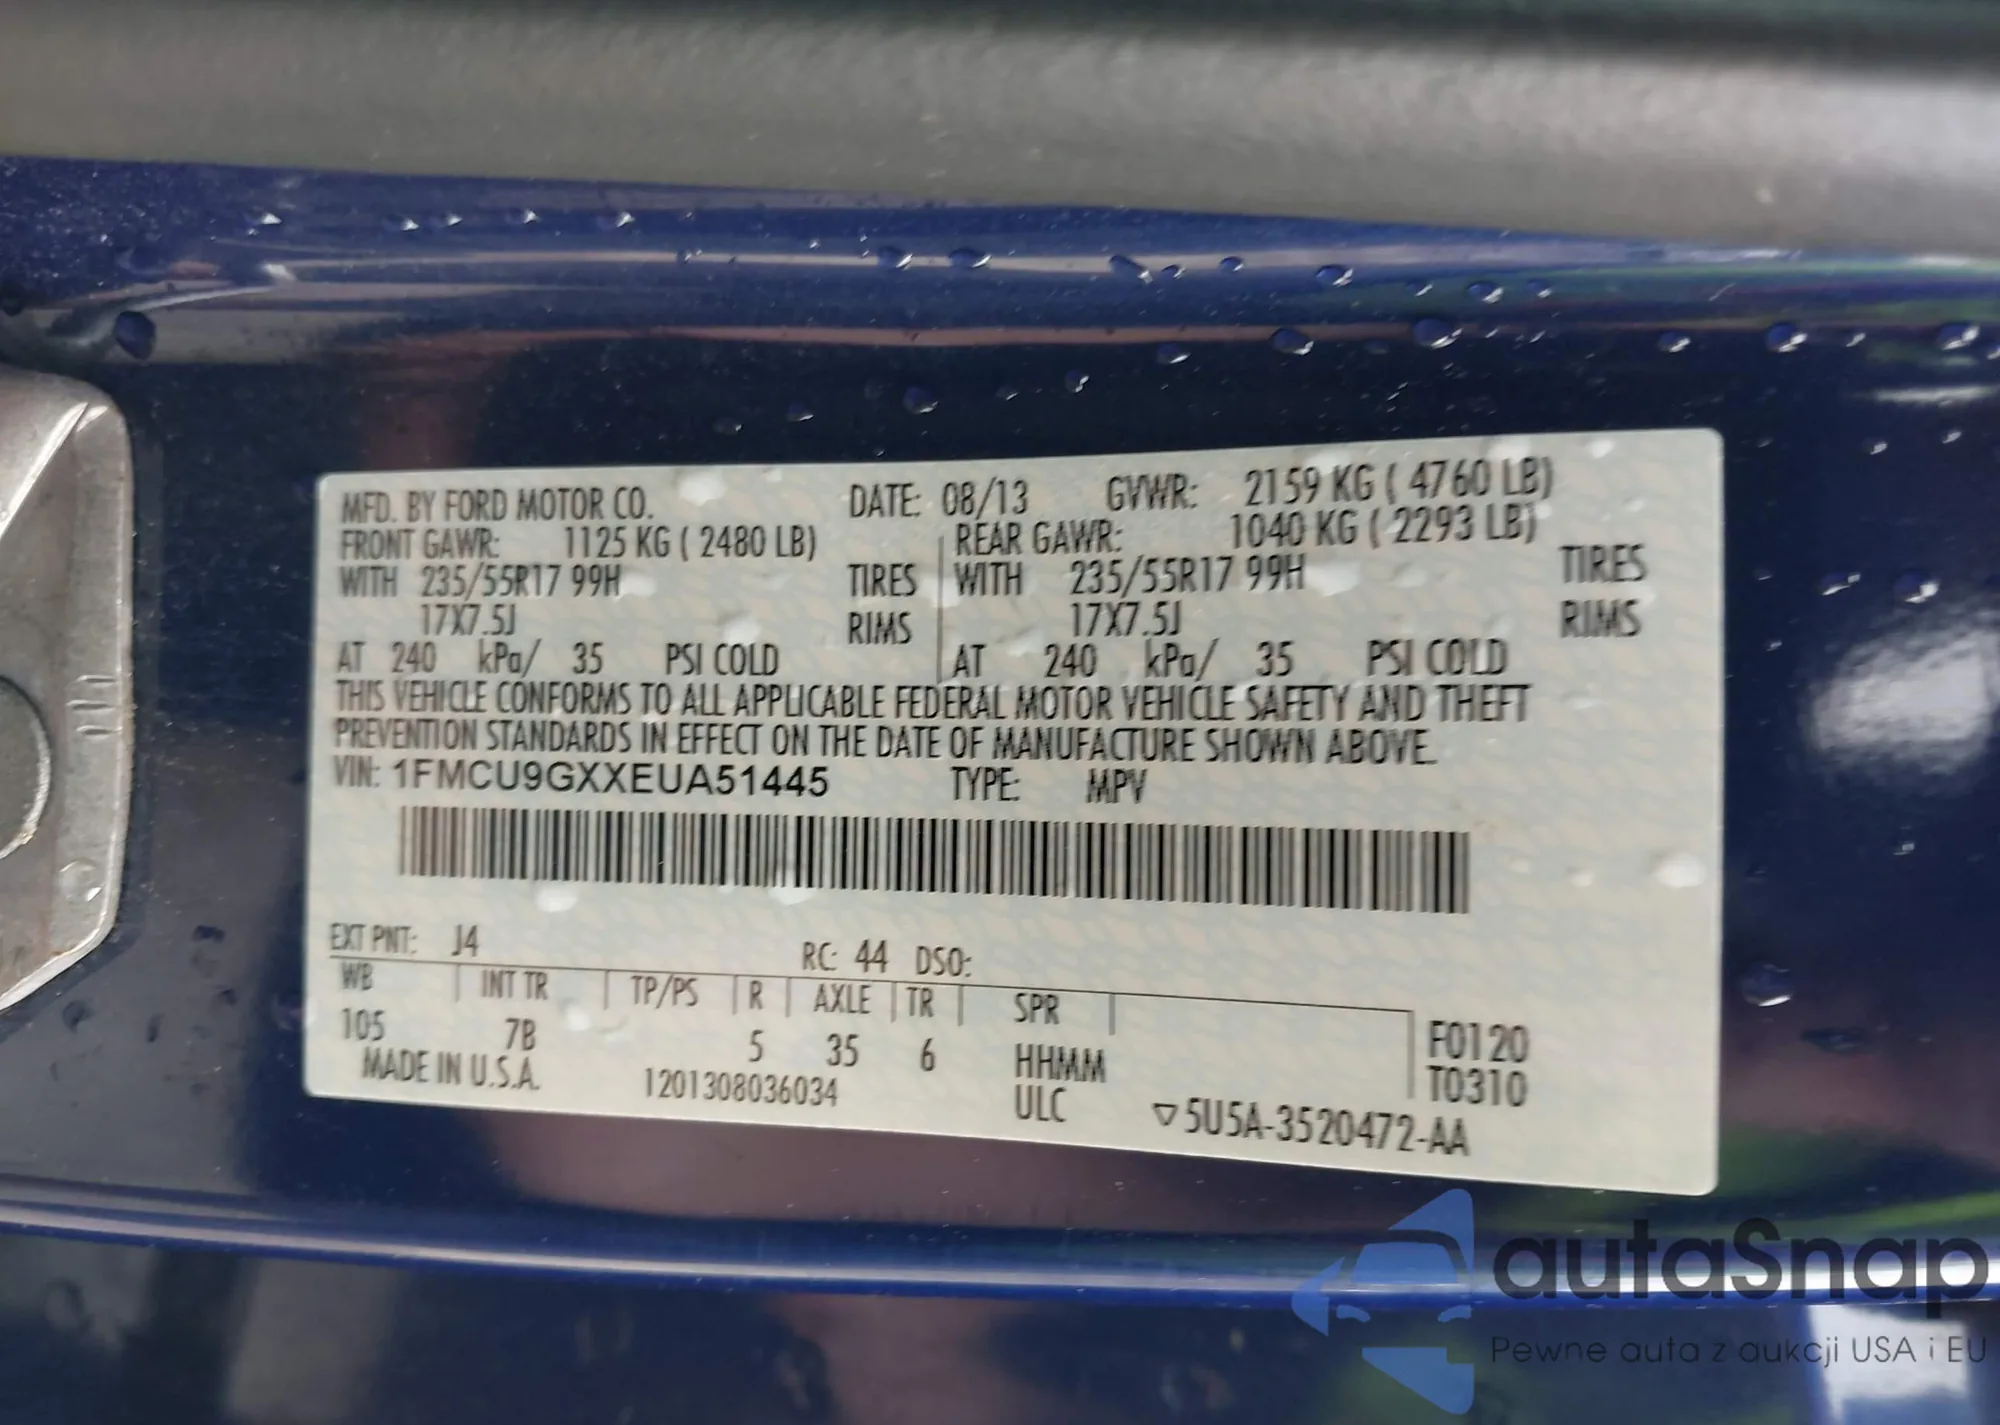 MFD. BY FORD MOTOR CO. DATE: 08/13 GVWR: 2159 KG ( 4760 LB)
FRONT GAWR: 1125 KG ( 2480 LB) REAR GAWR: 1040 KG ( 2293 LB)
WITH 235/55R17 99H TIRES WITH 235/55R17 99H TIRES
17X7.5J RIMS 17X7.5J RIMS
AT 240 kPa/ 35 PSI COLD AT 240 kPa/ 35 PSI COLD
THIS VEHICLE CONFORMS TO ALL APPLICABLE FEDERAL MOTOR VEHICLE SAFETY AND THEFT
PREVENTION STANDARDS IN EFFECT ON THE DATE OF MANUFACTURE SHOWN ABOVE.
VIN: 1FMCU9GXXEUA51445 TYPE: MPV
EXT PNT: J4 RC: 44 DSO:
WB INT TR TP/PS R AXLE TR SPR
105 7B 5 35 6 HHMM F0120
MADE IN U.S.A. 1201308036034 ULC T0310
▽5U5A-3520472-AA
autaSnap
Pewne auta z aukcji USA i EU